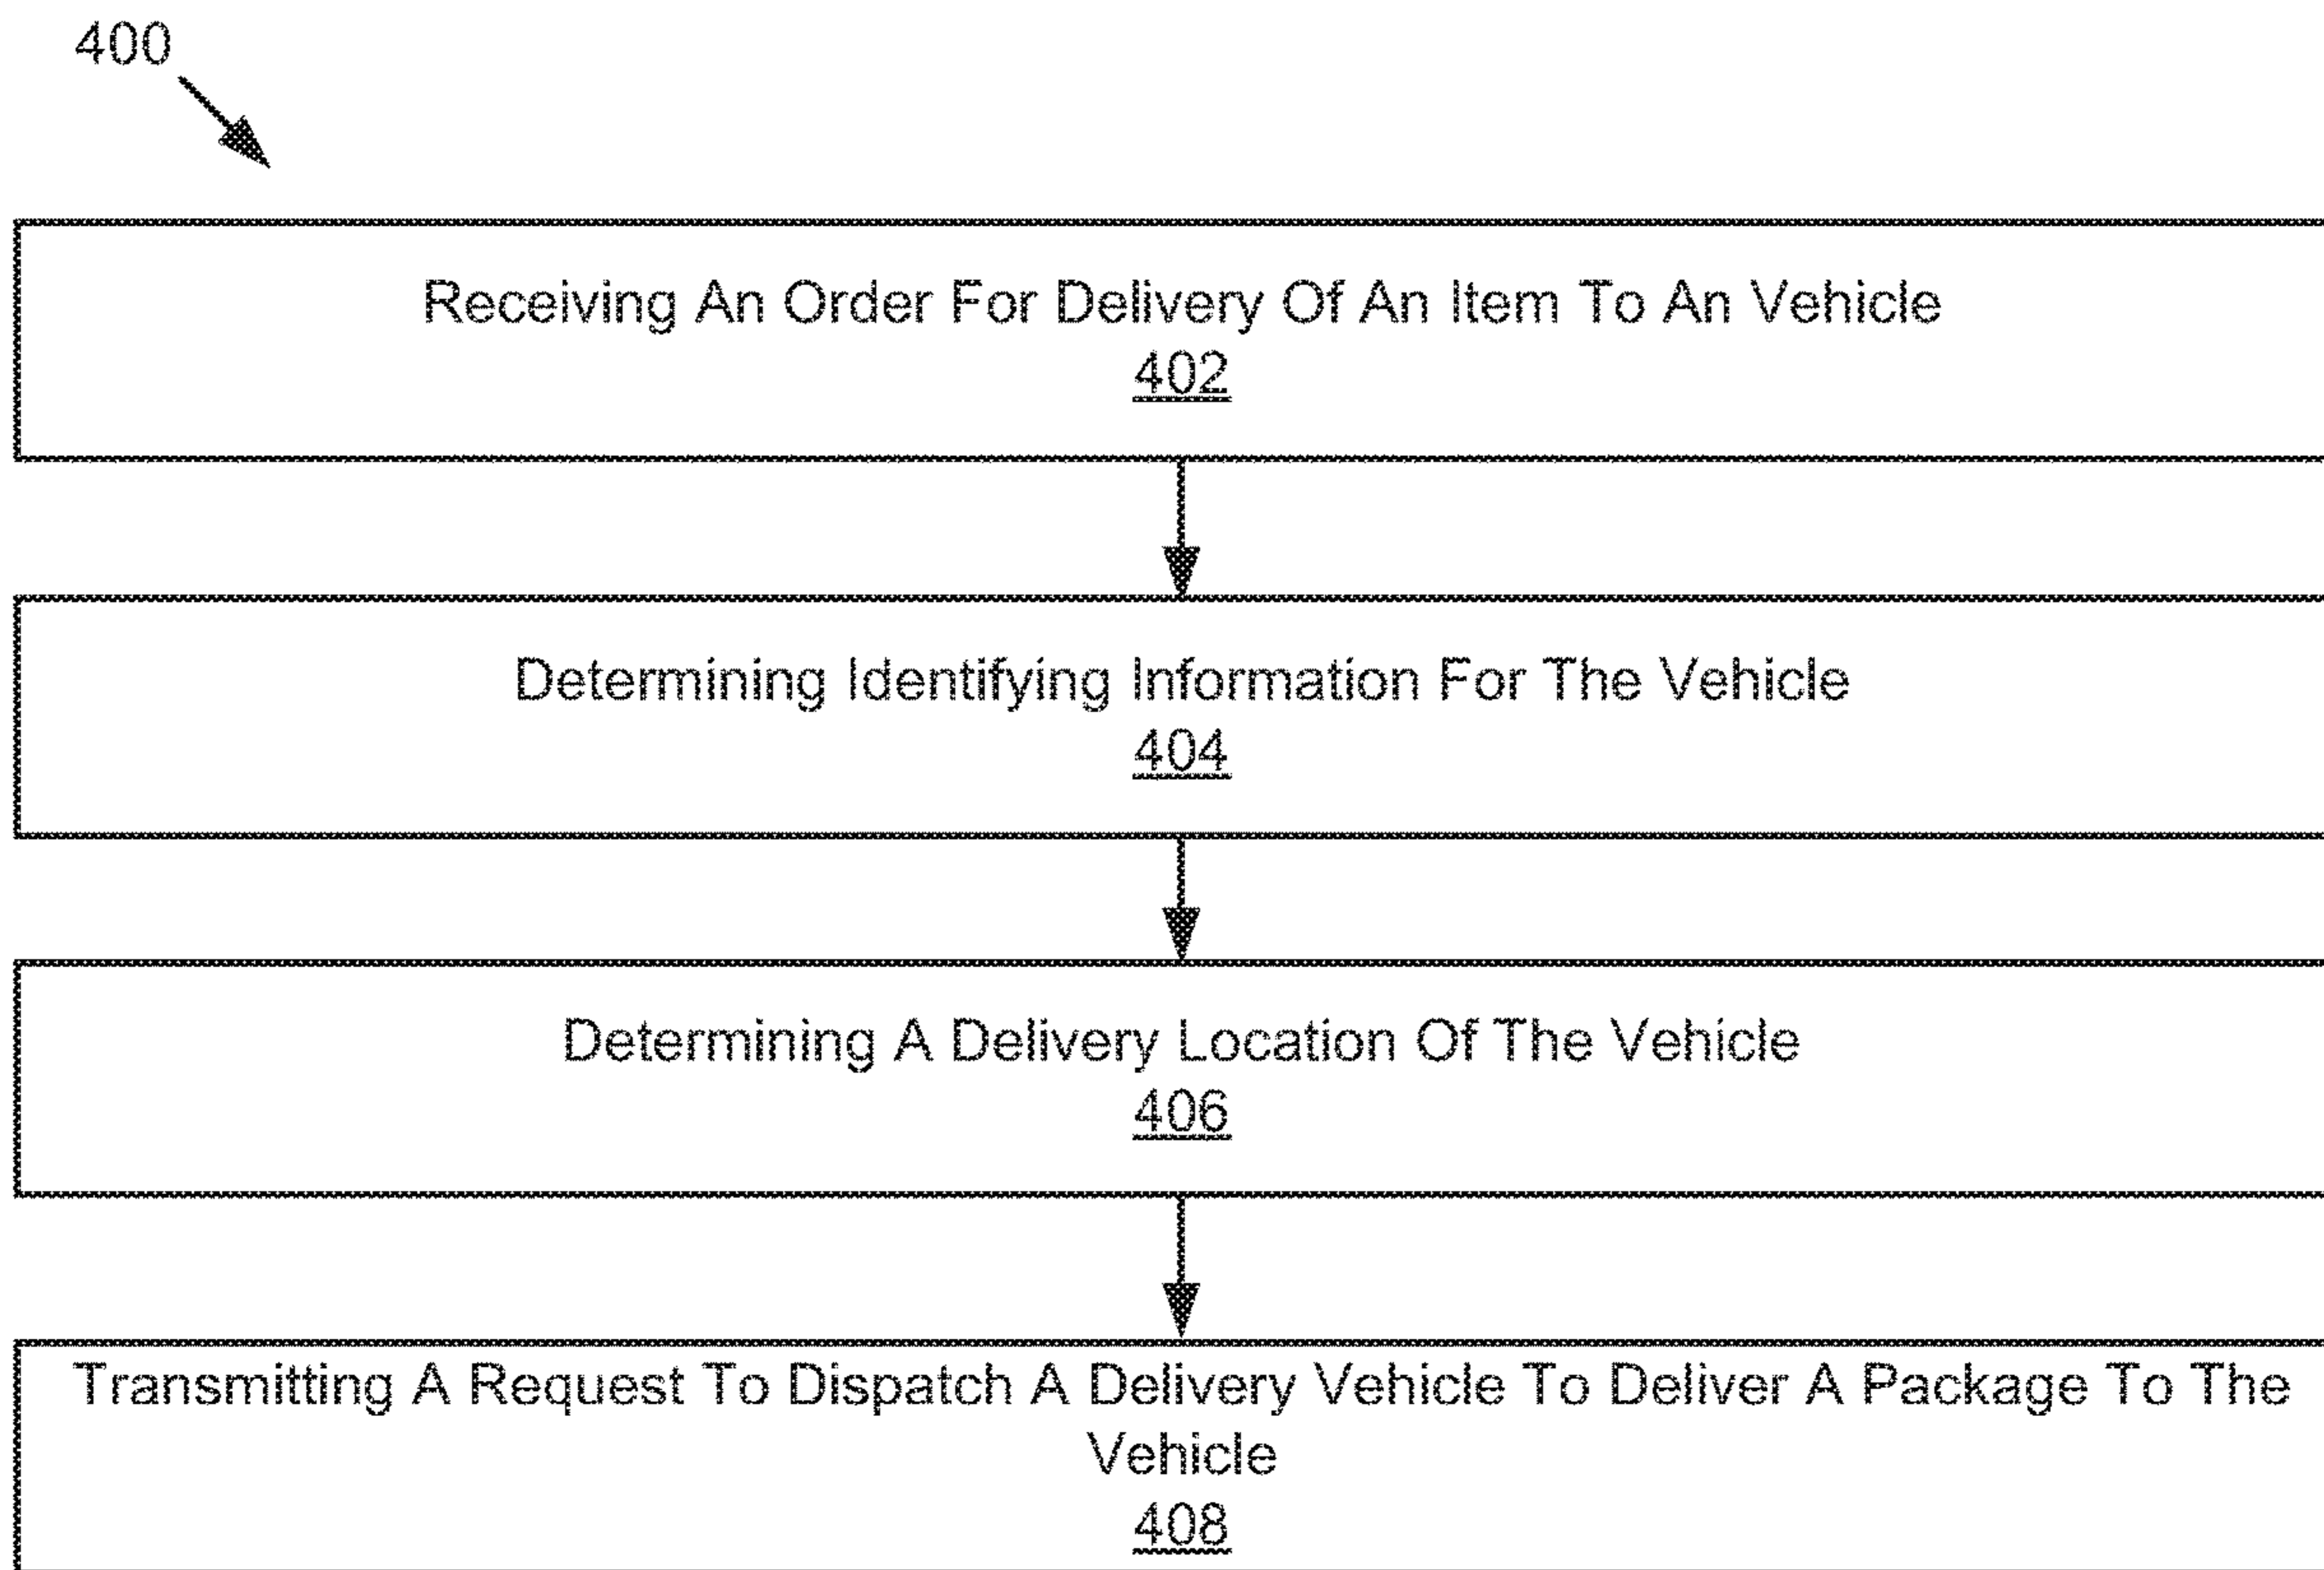 400
Receiving An Order For Delivery Of An Item To An Vehicle
402
Determining Identifying Information For The Vehicle
404
Determining A Delivery Location Of The Vehicle
406
Transmitting A Request To Dispatch A Delivery Vehicle To Deliver A Package To The
Vehicle
408